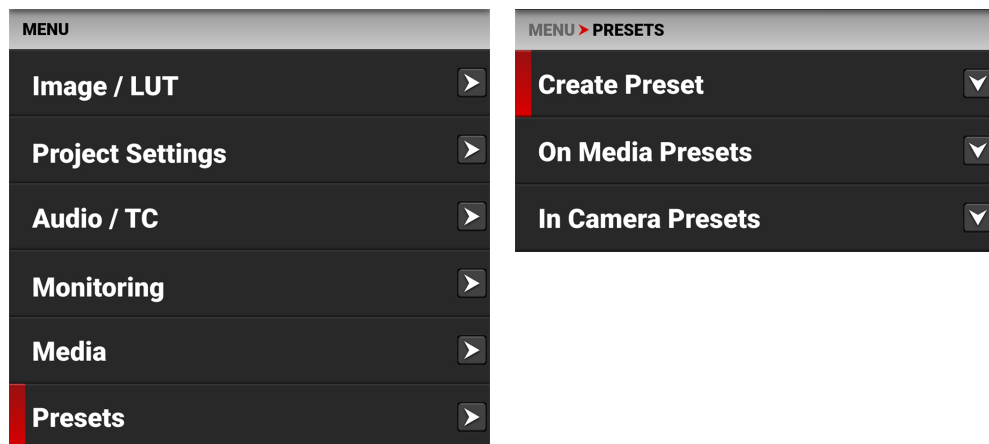 MENU
Image / LUT
Project Settings
Audio / TC
Monitoring
Media
Presets
MENU PRESETS
Create Preset
On Media Presets
In Camera Presets